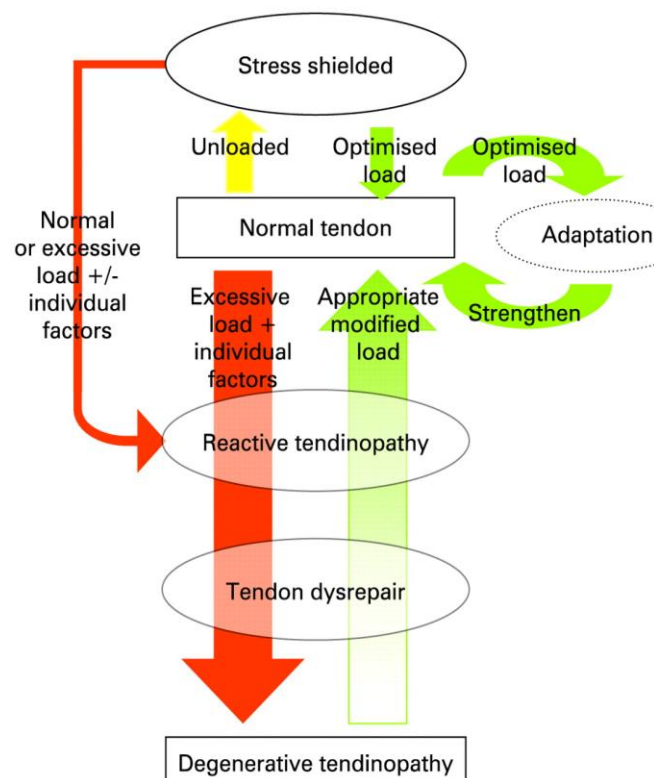 Stress shielded
Unloaded
Optimised
load
Optimised
load
Normal tendon
Adaptation
Normal
or excessive
load +/-
individual
factors
Excessive
load +
individual
factors
Appropriate
modified
load
Strengthen
Reactive tendinopathy
Tendon dysrepair
Degenerative tendinopathy